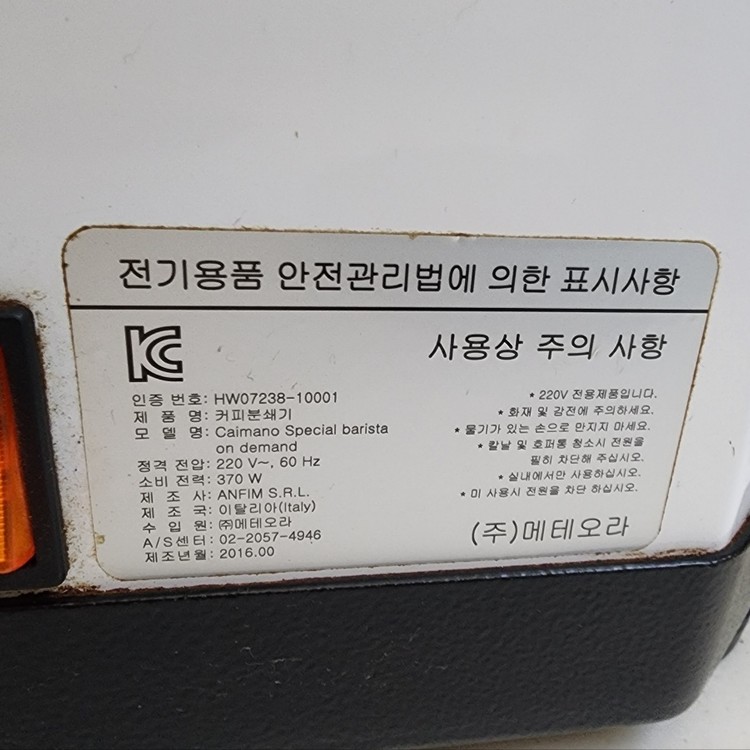 전기용품 안전관리법에 의한 표시사항
KC
인증 번호: HW07238-10001
제 품 명: 커피분쇄기
모 델 명: Caimano Special barista
on demand
정격 전압: 220 V~, 60 Hz
소비 전력: 370 W
제 조 사: ANFIM S.R.L.
제 조 국: 이탈리아(Italy)
수 입 원: ㈜메테오라
A/S센터: 02-2057-4946
제조년월: 2016.00
사용상 주의 사항
* 220V 전용제품입니다.
* 화재 및 감전에 주의하세요.
* 물기가 있는 손으로 만지지 마세요.
* 칼날 및 호퍼통 청소시 전원을
필히 차단해 주십시오.
* 실내에서만 사용하십시오.
* 미 사용시 전원을 차단 하십시오.
(주)메테오라